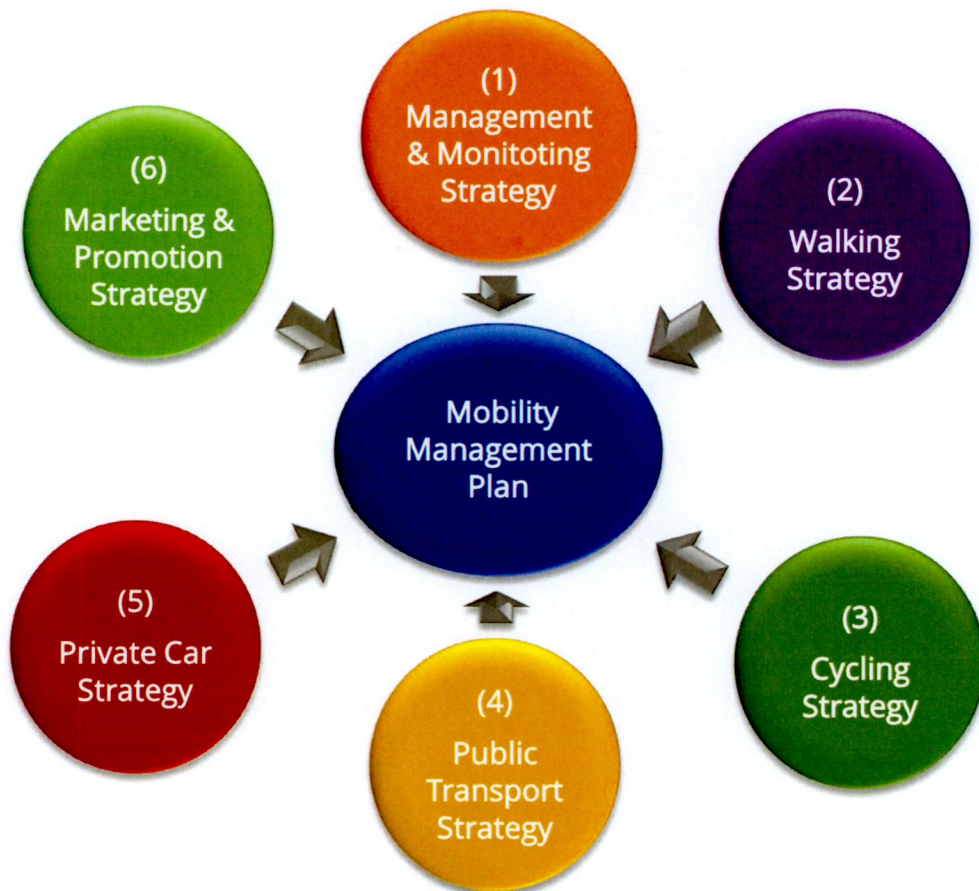 (1)
Management
& Monitoting
Strategy
(2)
Walking
Strategy
(3)
Cycling
Strategy
(4)
Public
Transport
Strategy
(5)
Private Car
Strategy
(6)
Marketing &
Promotion
Strategy
Mobility
Management
Plan